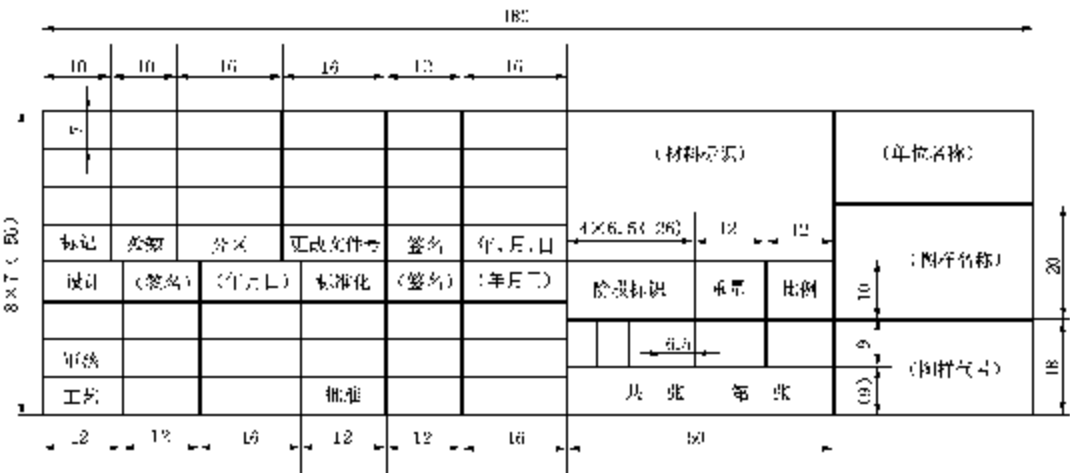 180
10 10 16 16 12 16
7
(材料标识) (单位名称)
标记 处数 分区 更改文件号 签名 年、月、日 4×6.5(26) 12 12
(图样名称) 20
设计 (签名) (年月日) 标准化 (签名) (年月日) 阶段标识 重量 比例 10
8×7(56)
6.5 9
审核 (图样代号) 18
工艺 批准 共 张 第 张 (9)
12 12 16 12 12 16 50